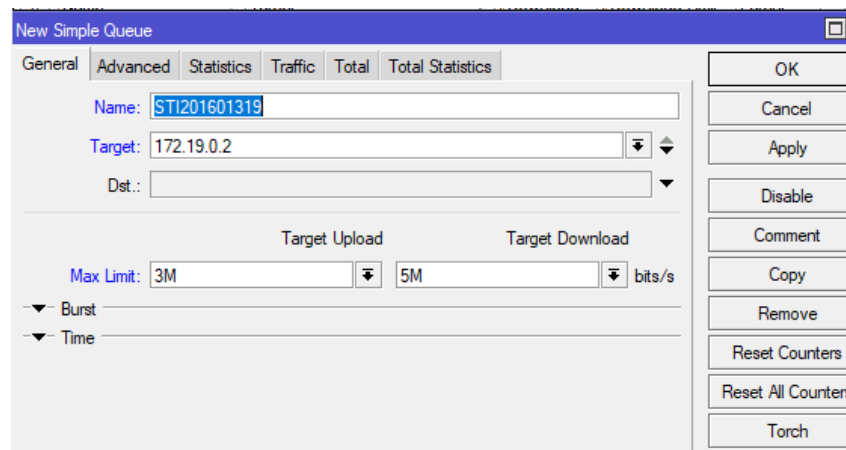 New Simple Queue
General Advanced Statistics Traffic Total Total Statistics
Name: STI201601319
Target: 172.19.0.2
Dst.:
Target Upload Target Download
Max Limit: 3M 5M bits/s
Burst
Time
OK
Cancel
Apply
Disable
Comment
Copy
Remove
Reset Counters
Reset All Counters
Torch